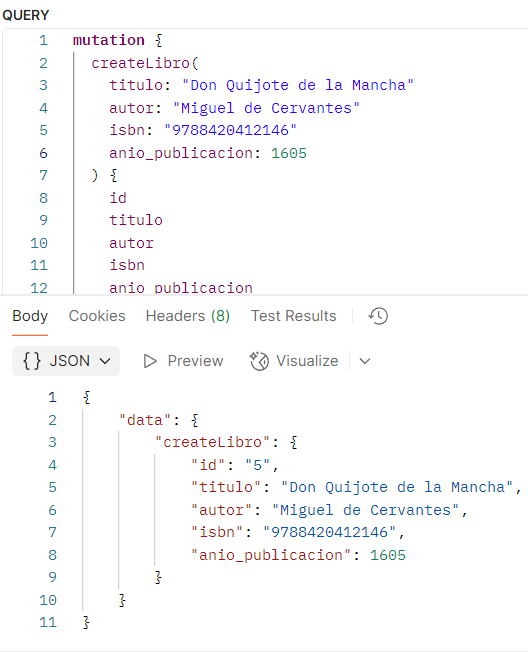 QUERY
1 mutation {
2 createLibro(
3 titulo: "Don Quijote de la Mancha"
4 autor: "Miguel de Cervantes"
5 isbn: "9788420412146"
6 anio_publicacion: 1605
7 ) {
8 id
9 titulo
10 autor
11 isbn
12 anio_publicacion
Body Cookies Headers (8) Test Results
{} JSON Preview Visualize
1 {
2 "data": {
3 "createLibro": {
4 "id": "5",
5 "titulo": "Don Quijote de la Mancha",
6 "autor": "Miguel de Cervantes",
7 "isbn": "9788420412146",
8 "anio_publicacion": 1605
9 }
10 }
11 }